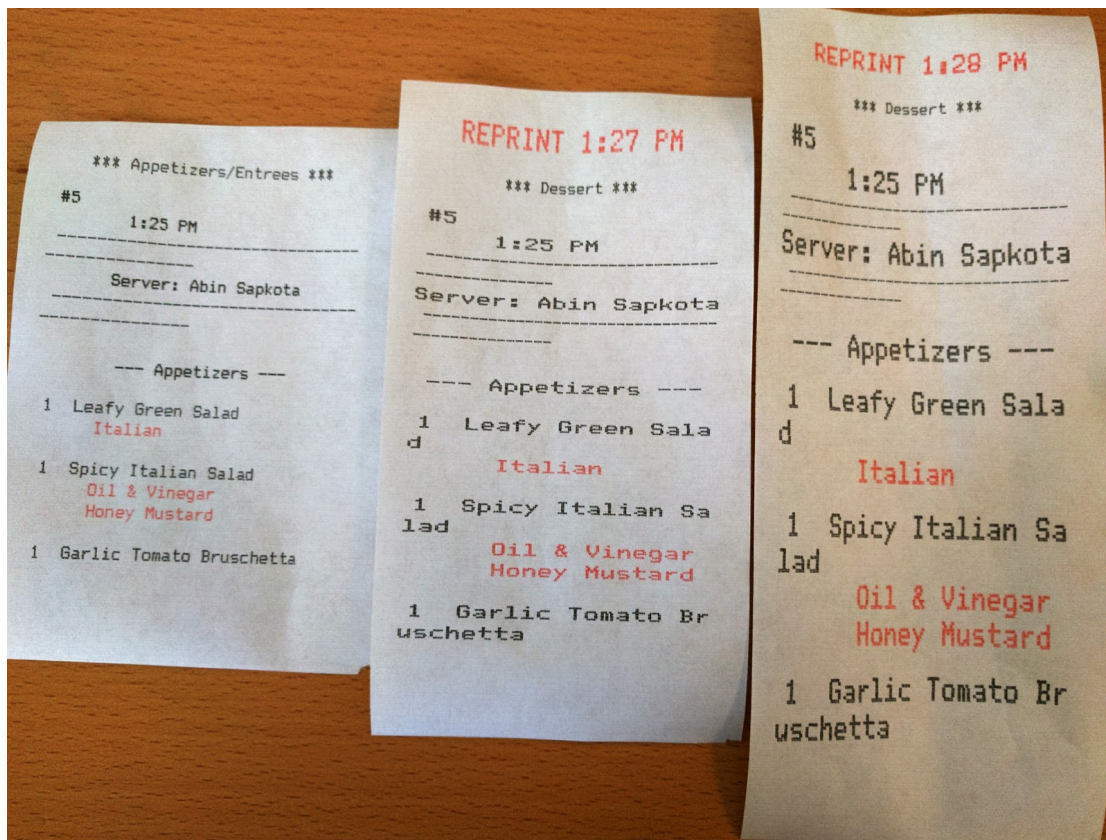 *** Appetizers/Entrees ***
#5
1:25 PM
------------------------------
---------------
Server: Abin Sapkota
------------------------------
---------------
--- Appetizers ---
1 Leafy Green Salad
Italian
1 Spicy Italian Salad
Oil & Vinegar
Honey Mustard
1 Garlic Tomato Bruschetta
REPRINT 1:27 PM
*** Dessert ***
#5
1:25 PM
------------------------------
---------------
Server: Abin Sapkota
------------------------------
---------------
--- Appetizers ---
1 Leafy Green Sala
d
Italian
1 Spicy Italian Sa
lad
Oil & Vinegar
Honey Mustard
1 Garlic Tomato Br
uschetta
REPRINT 1:28 PM
*** Dessert ***
#5
1:25 PM
------------------------------
---------------
Server: Abin Sapkota
------------------------------
---------------
--- Appetizers ---
1 Leafy Green Sala
d
Italian
1 Spicy Italian Sa
lad
Oil & Vinegar
Honey Mustard
1 Garlic Tomato Br
uschetta